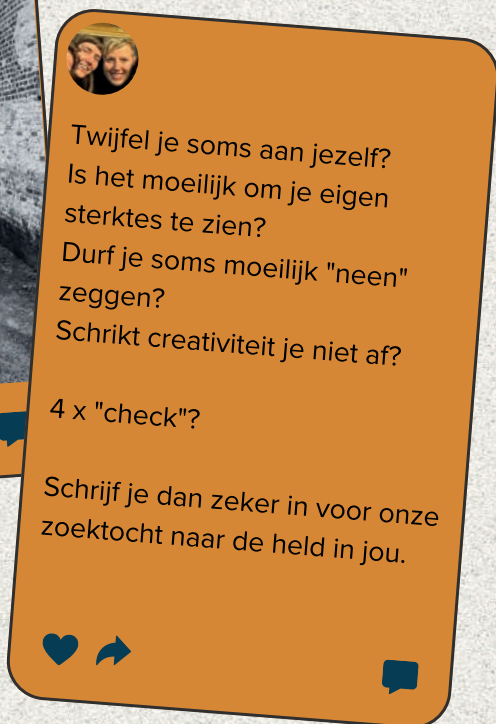 Twijfel je soms aan jezelf?
Is het moeilijk om je eigen
sterktes te zien?
Durf je soms moeilijk "neen"
zeggen?
Schrikt creativiteit je niet af?
4 x "check"?
Schrijf je dan zeker in voor onze
zoektocht naar de held in jou.